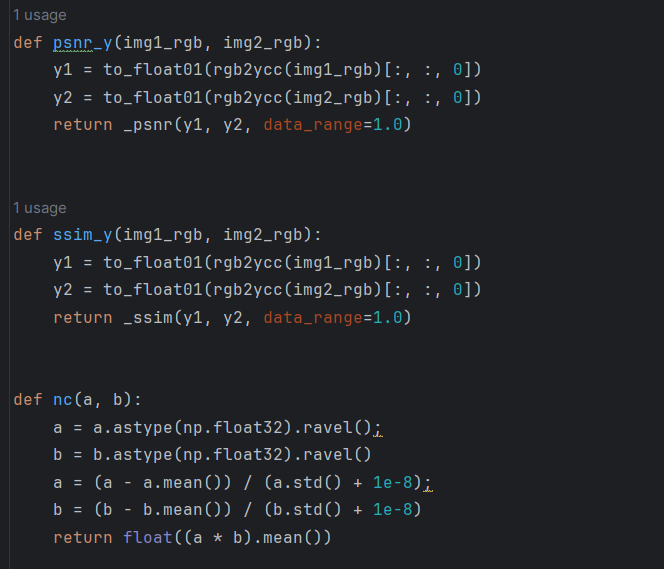 1 usage
def psnr_y(img1_rgb, img2_rgb):
    y1 = to_float01(rgb2ycc(img1_rgb)[:, :, 0])
    y2 = to_float01(rgb2ycc(img2_rgb)[:, :, 0])
    return _psnr(y1, y2, data_range=1.0)
1 usage
def ssim_y(img1_rgb, img2_rgb):
    y1 = to_float01(rgb2ycc(img1_rgb)[:, :, 0])
    y2 = to_float01(rgb2ycc(img2_rgb)[:, :, 0])
    return _ssim(y1, y2, data_range=1.0)
def nc(a, b):
    a = a.astype(np.float32).ravel();
    b = b.astype(np.float32).ravel()
    a = (a - a.mean()) / (a.std() + 1e-8);
    b = (b - b.mean()) / (b.std() + 1e-8)
    return float((a * b).mean())